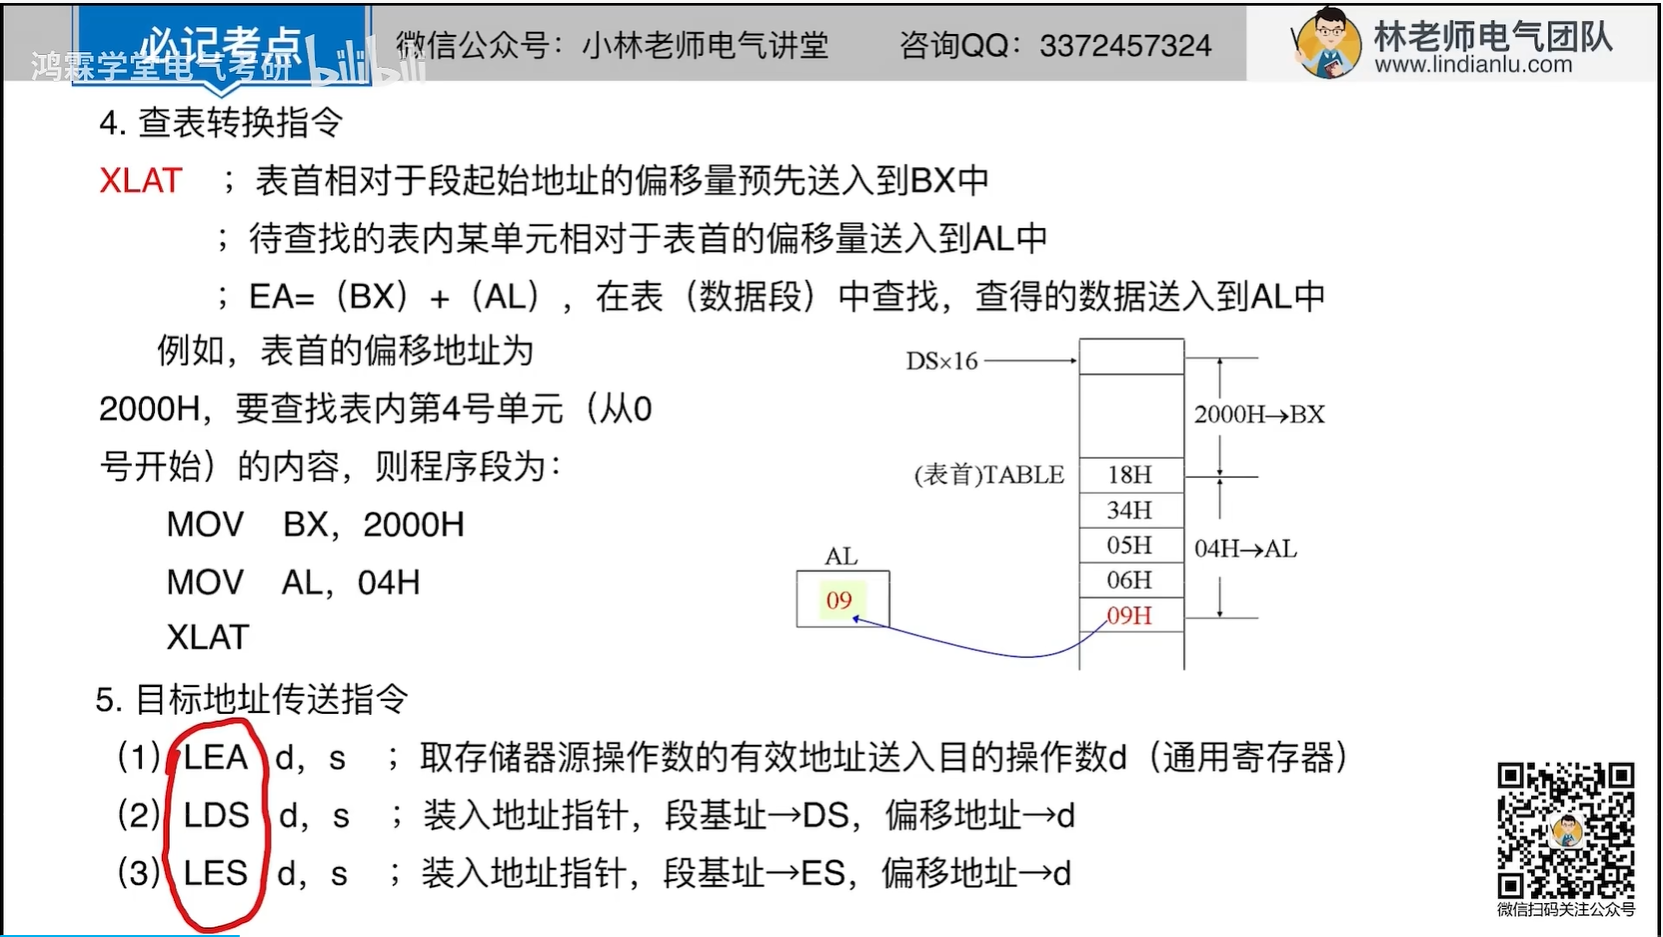 必记考点
鸿霖学堂电气考研 bilibili
微信公众号：小林老师电气讲堂 咨询QQ：3372457324
林老师电气团队
www.lindianlu.com
4. 查表转换指令
XLAT ；表首相对于段起始地址的偏移量预先送入到BX中
；待查找的表内某单元相对于表首的偏移量送入到AL中
；EA=（BX）+（AL），在表（数据段）中查找，查得的数据送入到AL中
例如，表首的偏移地址为
2000H，要查找表内第4号单元（从0
号开始）的内容，则程序段为：
MOV BX，2000H
MOV AL，04H
XLAT
DS×16
2000H→BX
(表首)TABLE 18H
34H
05H 04H→AL
06H
09H
AL
09
5. 目标地址传送指令
（1）LEA d，s ；取存储器源操作数的有效地址送入目的操作数d（通用寄存器）
（2）LDS d，s ；装入地址指针，段基址→DS，偏移地址→d
（3）LES d，s ；装入地址指针，段基址→ES，偏移地址→d
微信扫码关注公众号